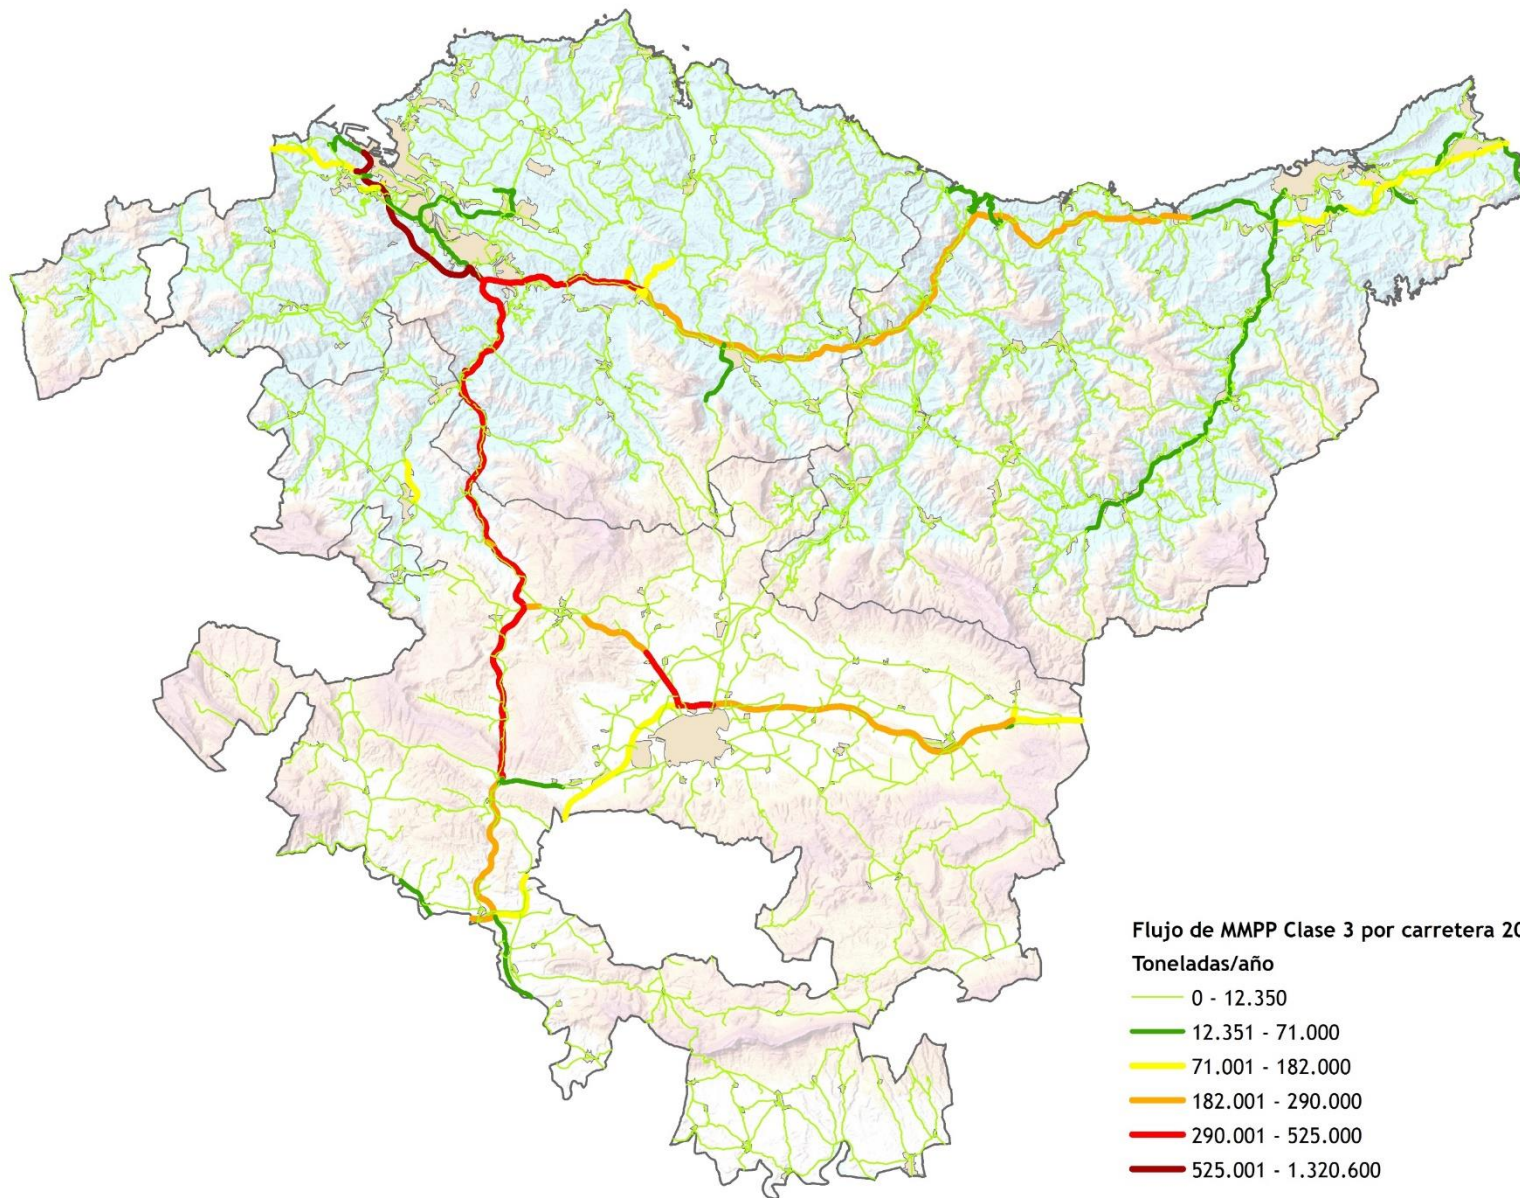 Flujo de MMPP Clase 3 por carretera 20
Toneladas/año
0 - 12.350
12.351 - 71.000
71.001 - 182.000
182.001 - 290.000
290.001 - 525.000
525.001 - 1.320.600